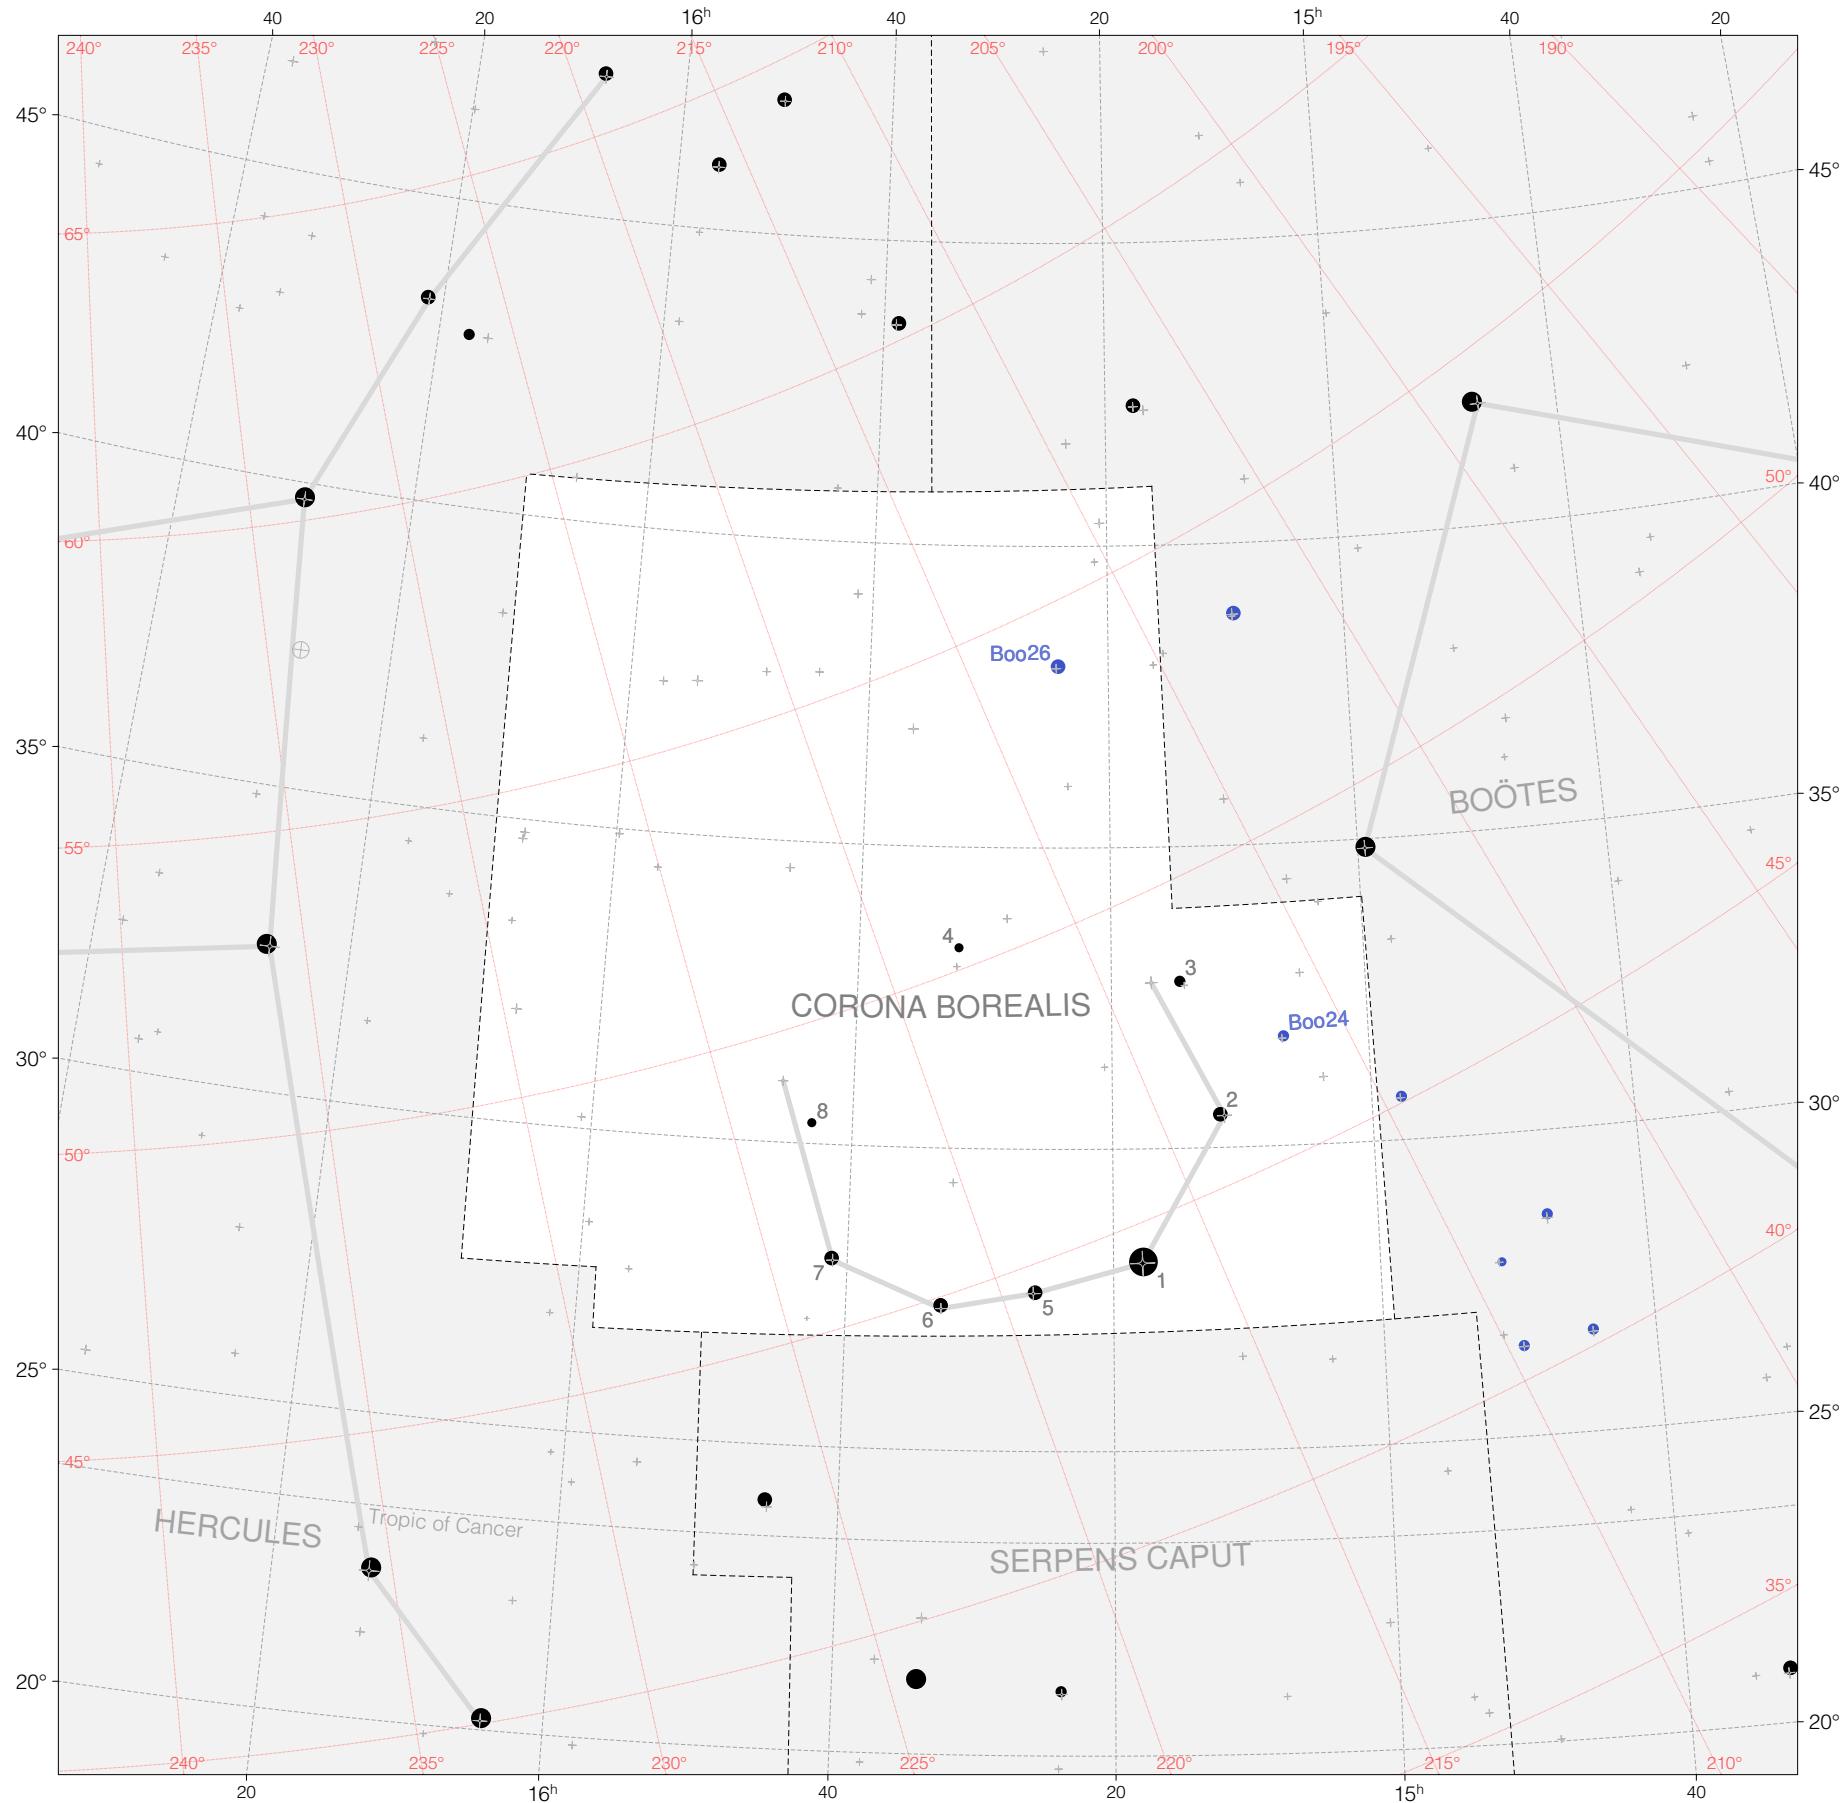 40 20 16h 40 20 15h 40 20
240° 235° 230° 225° 220° 215° 210° 205° 200° 195° 190°
45° 45°
65°
40° 50° 40°
60°
Boo26
35° 35°
BOÖTES
55° 45°
4
3
CORONA BOREALIS
Boo24
30° 30°
2
8
50°
40°
7 1
5
6
25° 25°
45°
HERCULES Tropic of Cancer
SERPENS CAPUT
35°
20° 20°
240° 235° 230° 225° 220° 215° 210°
20 16h 40 20 15h 40